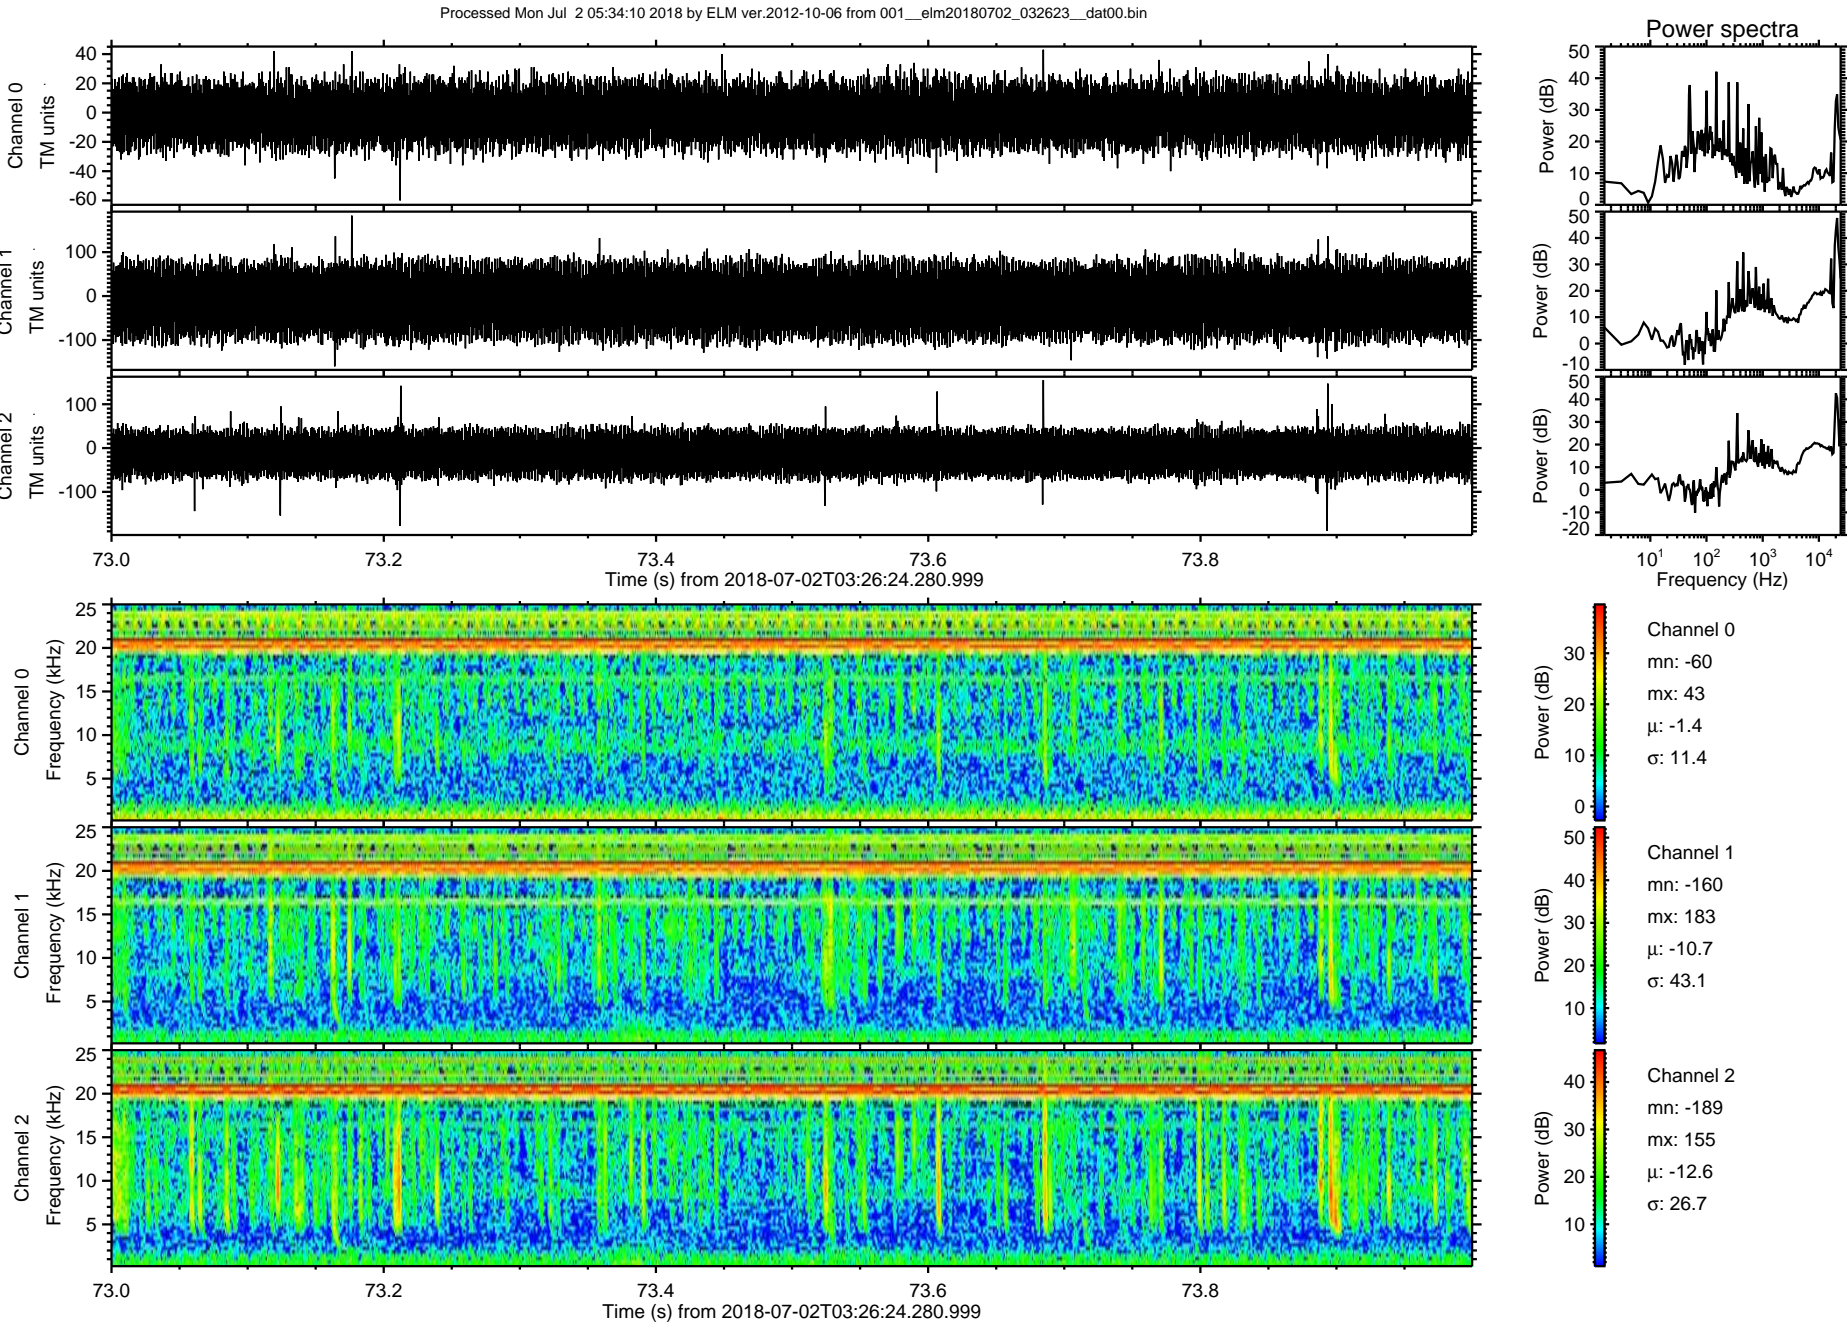 Processed Mon Jul  2 05:34:10 2018 by ELM ver.2012-10-06 from 001__elm20180702_032623__dat00.bin
Power spectra
Channel 0
TM units
40
20
0
-20
-40
-60
Power (dB)
50
40
30
20
10
0
Channel 1
TM units
100
0
-100
Power (dB)
50
40
30
20
10
0
-10
Channel 2
TM units
100
0
-100
Power (dB)
50
40
30
20
10
0
-10
-20
73.0 73.2 73.4 73.6 73.8
Time (s) from 2018-07-02T03:26:24.280.999
10¹ 10² 10³ 10⁴
Frequency (Hz)
Channel 0
Frequency (kHz)
25
20
15
10
5
Power (dB)
30
20
10
0
Channel 0
mn: -60
mx: 43
μ: -1.4
σ: 11.4
Channel 1
Frequency (kHz)
25
20
15
10
5
Power (dB)
50
40
30
20
10
Channel 1
mn: -160
mx: 183
μ: -10.7
σ: 43.1
Channel 2
Frequency (kHz)
25
20
15
10
5
Power (dB)
40
30
20
10
Channel 2
mn: -189
mx: 155
μ: -12.6
σ: 26.7
73.0 73.2 73.4 73.6 73.8
Time (s) from 2018-07-02T03:26:24.280.999